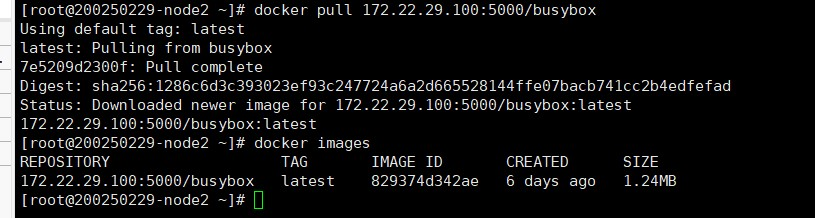 [root@200250229-node2 ~]# docker pull 172.22.29.100:5000/busybox
Using default tag: latest
latest: Pulling from busybox
7e5209d2300f: Pull complete
Digest: sha256:1286c6d3c393023ef93c247724a6a2d665528144ffe07bacb741cc2b4edfefad
Status: Downloaded newer image for 172.22.29.100:5000/busybox:latest
172.22.29.100:5000/busybox:latest
[root@200250229-node2 ~]# docker images
REPOSITORY TAG IMAGE ID CREATED SIZE
172.22.29.100:5000/busybox latest 829374d342ae 6 days ago 1.24MB
[root@200250229-node2 ~]#